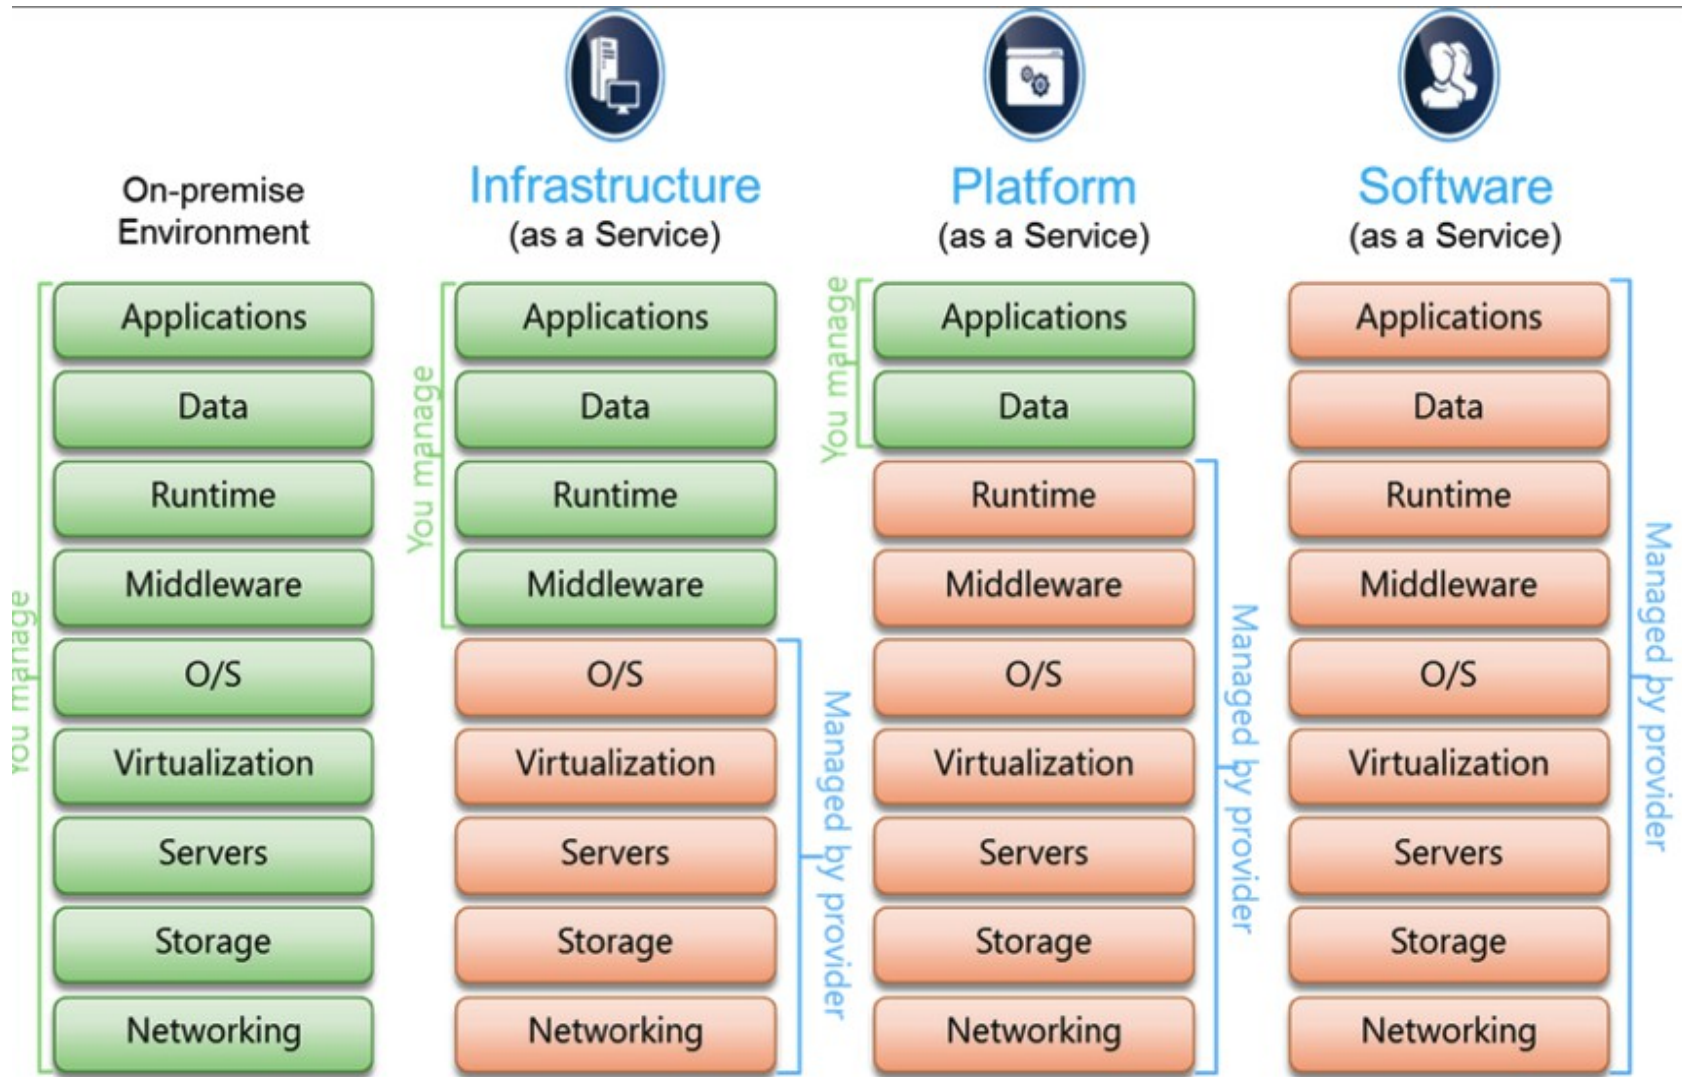 On-premise
Environment
You manage
Applications
Data
Runtime
Middleware
O/S
Virtualization
Servers
Storage
Networking
Infrastructure
(as a Service)
You manage
Applications
Data
Runtime
Middleware
O/S
Virtualization
Servers
Storage
Networking
Managed by provider
Platform
(as a Service)
You manage
Applications
Data
Runtime
Middleware
O/S
Virtualization
Servers
Storage
Networking
Managed by provider
Software
(as a Service)
Applications
Data
Runtime
Middleware
O/S
Virtualization
Servers
Storage
Networking
Managed by provider